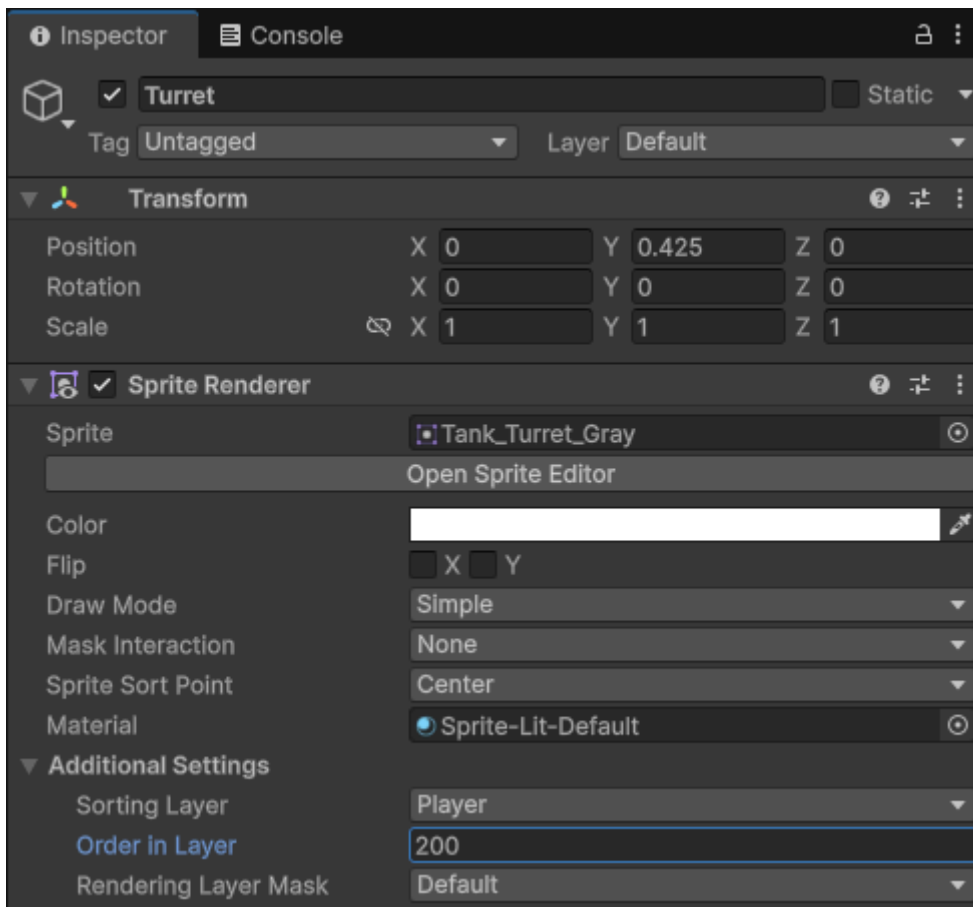 Inspector Console
Turret Static
Tag Untagged Layer Default
Transform
Position X 0 Y 0.425 Z 0
Rotation X 0 Y 0 Z 0
Scale X 1 Y 1 Z 1
Sprite Renderer
Sprite Tank_Turret_Gray
Open Sprite Editor
Color
Flip X Y
Draw Mode Simple
Mask Interaction None
Sprite Sort Point Center
Material Sprite-Lit-Default
Additional Settings
Sorting Layer Player
Order in Layer 200
Rendering Layer Mask Default